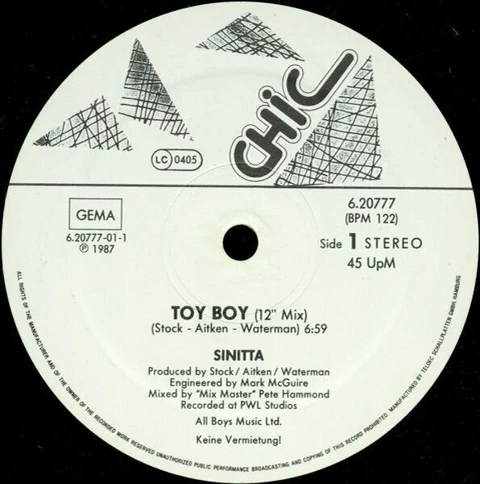 CHIC
LC 0405
GEMA
6.20777-01-1
℗ 1987
6.20777
(BPM 122)
Side 1 STEREO
45 UpM
TOY BOY (12" Mix)
(Stock - Aitken - Waterman) 6:59
SINITTA
Produced by Stock/Aitken/Waterman
Engineered by Mark McGuire
Mixed by "Mix Master" Pete Hammond
Recorded at PWL Studios
All Boys Music Ltd.
Keine Vermietung!
ALL RIGHTS OF THE MANUFACTURER AND OF THE OWNER OF THE RECORDED WORK RESERVED UNAUTHORIZED PUBLIC PERFORMANCE BROADCASTING AND COPYING OF THIS RECORD PROHIBITED. MANUFACTURED BY TELDEC SCHALLPLATTEN GMBH, HAMBURG